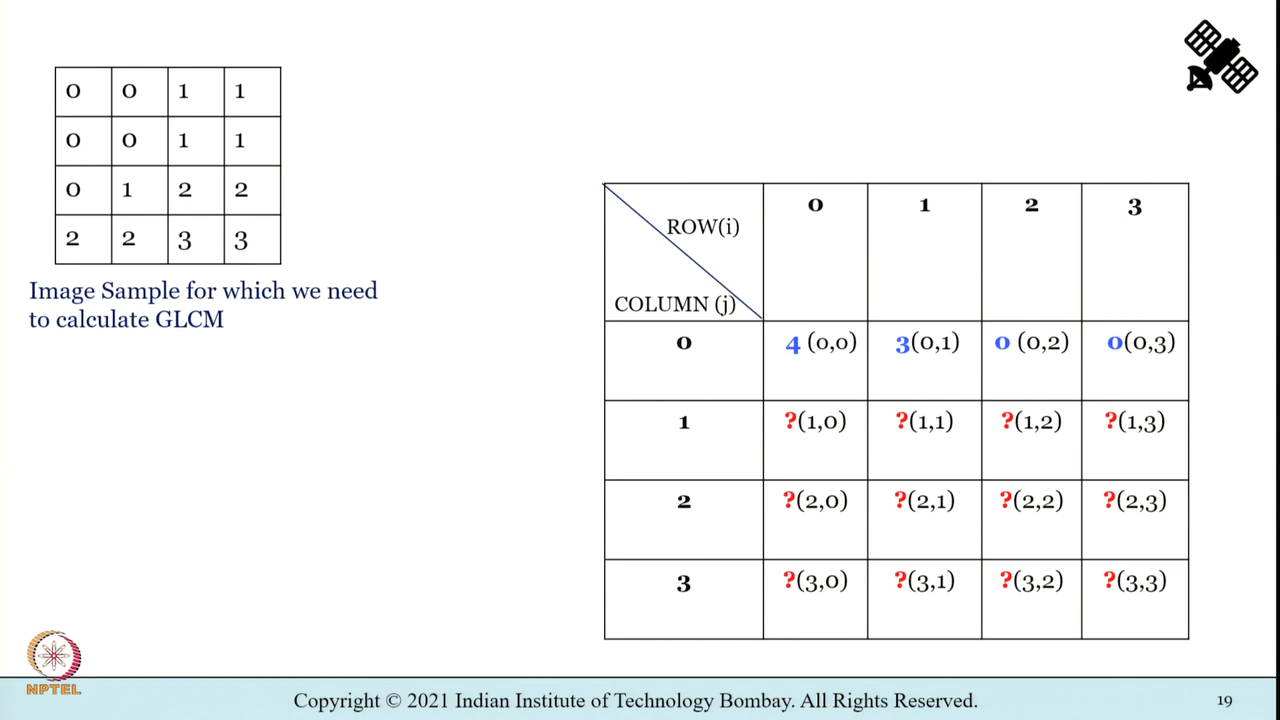 0 0 1 1
0 0 1 1
0 1 2 2
2 2 3 3
Image Sample for which we need
to calculate GLCM
ROW(i)
COLUMN (j)
0 1 2 3
0 4 (0,0) 3(0,1) 0 (0,2) 0(0,3)
1 ?(1,0) ?(1,1) ?(1,2) ?(1,3)
2 ?(2,0) ?(2,1) ?(2,2) ?(2,3)
3 ?(3,0) ?(3,1) ?(3,2) ?(3,3)
NPTEL
Copyright © 2021 Indian Institute of Technology Bombay. All Rights Reserved.
19